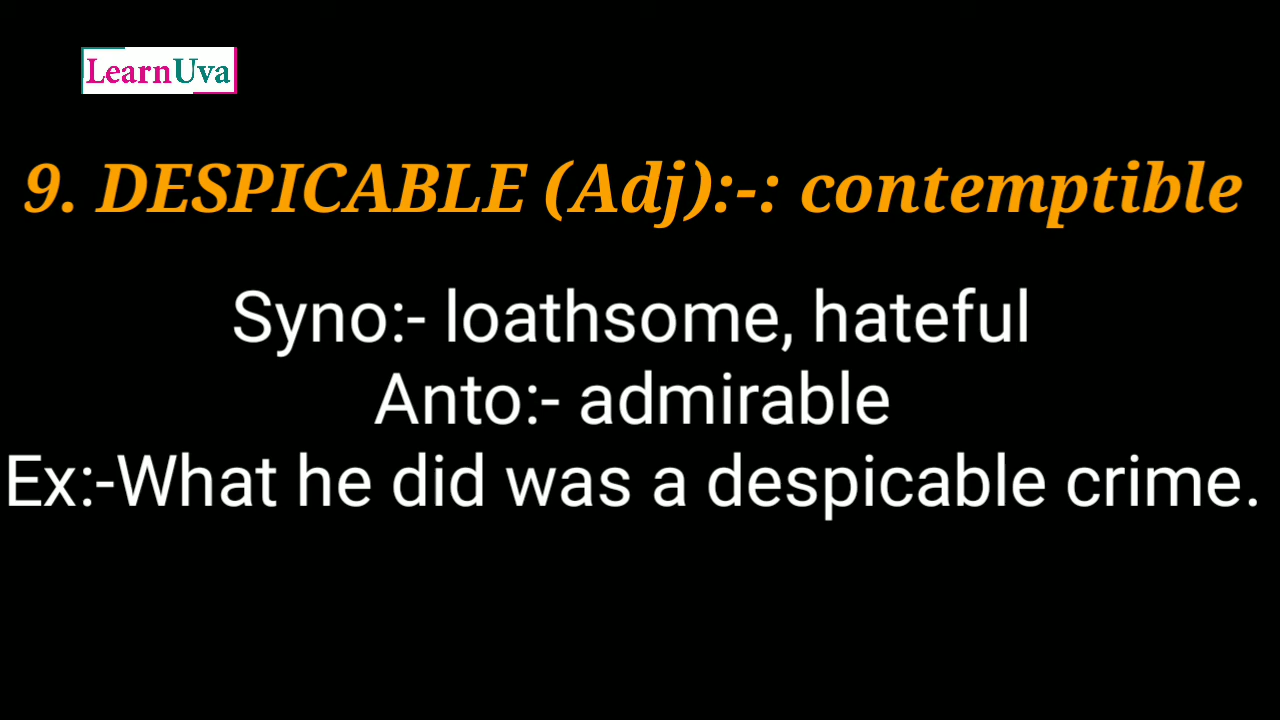 LearnUva
9. DESPICABLE (Adj):-: contemptible
Syno:- loathsome, hateful
Anto:- admirable
Ex:-What he did was a despicable crime.